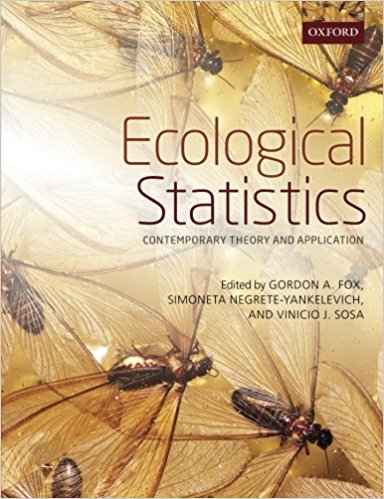 OXFORD
Ecological
Statistics
CONTEMPORARY THEORY AND APPLICATION
Edited by GORDON A. FOX,
SIMONETA NEGRETE-YANKELEVICH,
AND VINICIO J. SOSA